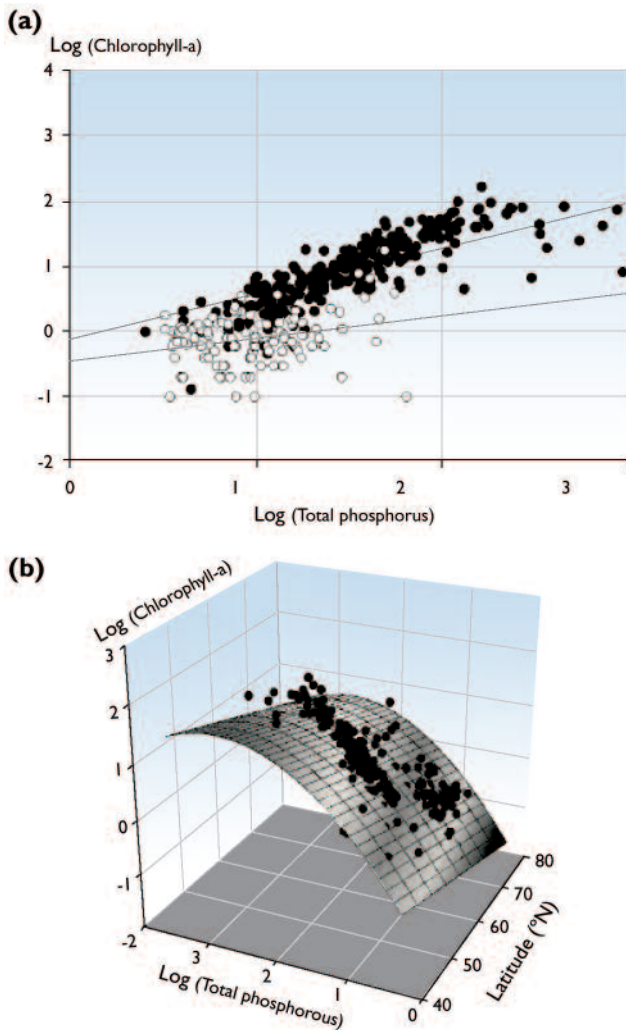 (a)
Log (Chlorophyll-a)
4
3
2
1
0
-1
-2
0 1 2 3
Log (Total phosphorus)
(b)
Log (Chlorophyll-a)
3
2
1
0
-1
-2
3
2
1
0
Log (Total phosphorous)
40
50
60
70
80
Latitude (°N)